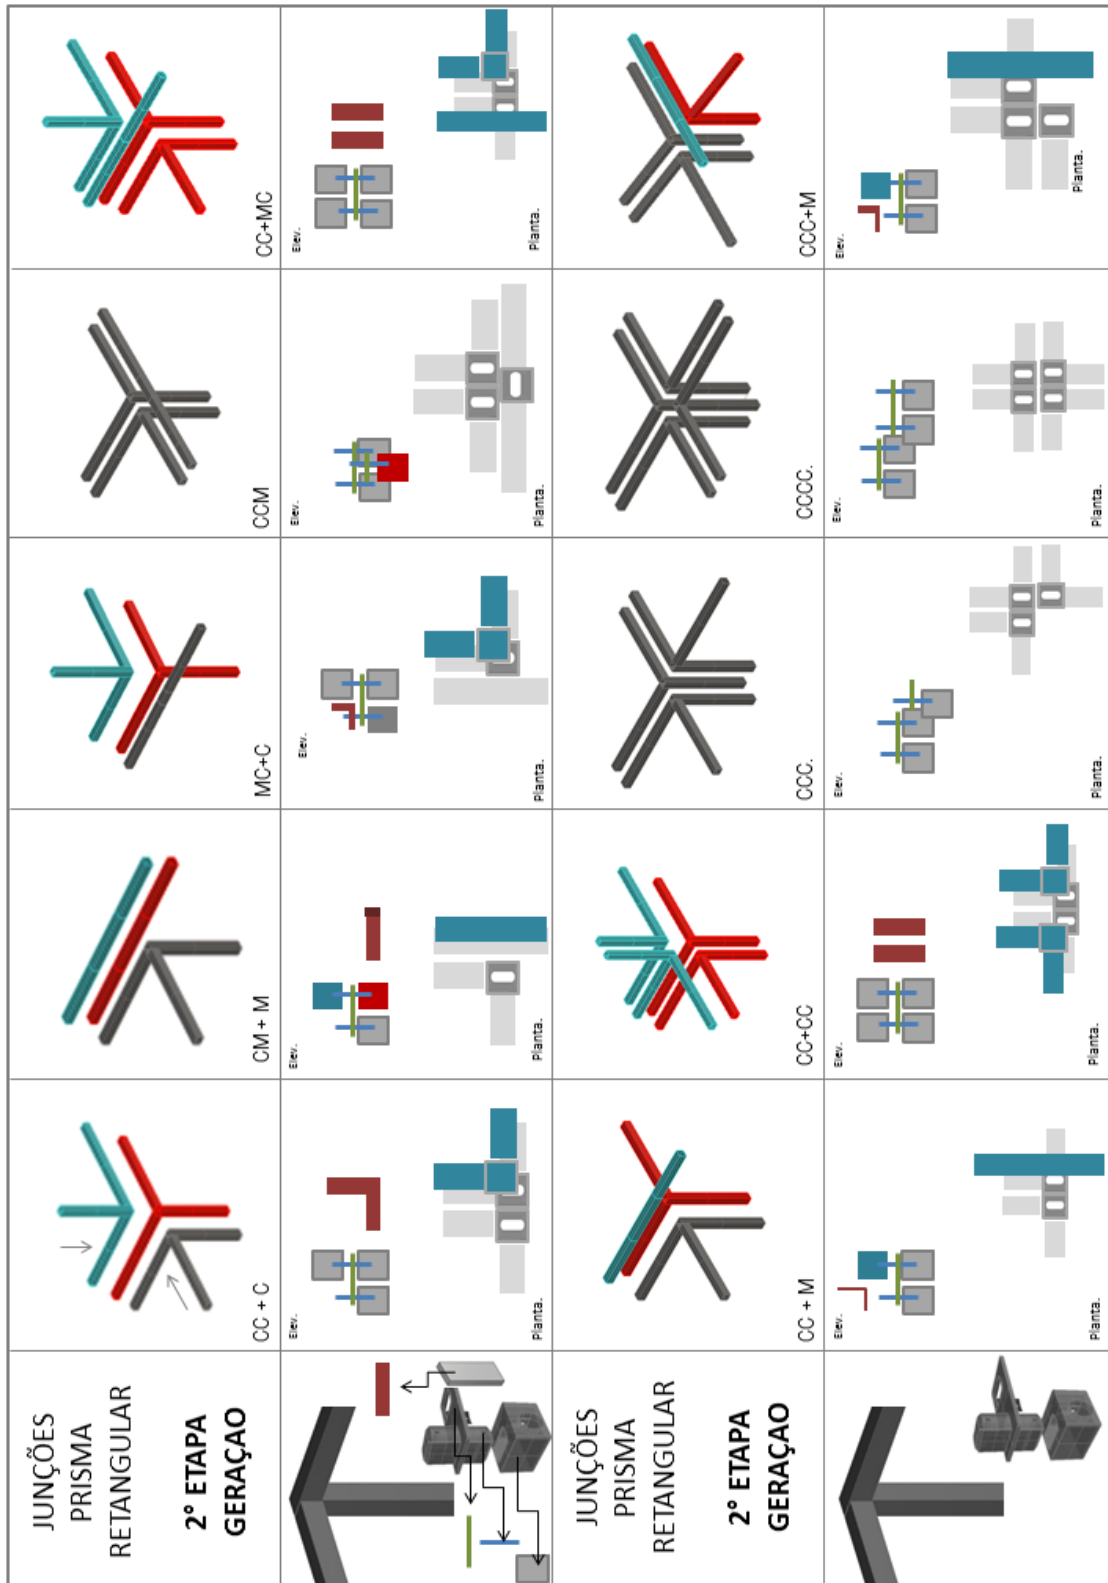 JUNÇÕES
PRISMA
RETANGULAR
2° ETAPA
GERAÇAO
CC + C
CM + M
MC+C
CCM
CC+MC
Elev.
Planta.
Elev.
Planta.
Elev.
Planta.
Elev.
Planta.
Elev.
Planta.
JUNÇÕES
PRISMA
RETANGULAR
2° ETAPA
GERAÇAO
CC + M
CC+CC
CCC.
CCCC.
CCC+M
Elev.
Planta.
Elev.
Planta.
Elev.
Planta.
Elev.
Planta.
Elev.
Planta.